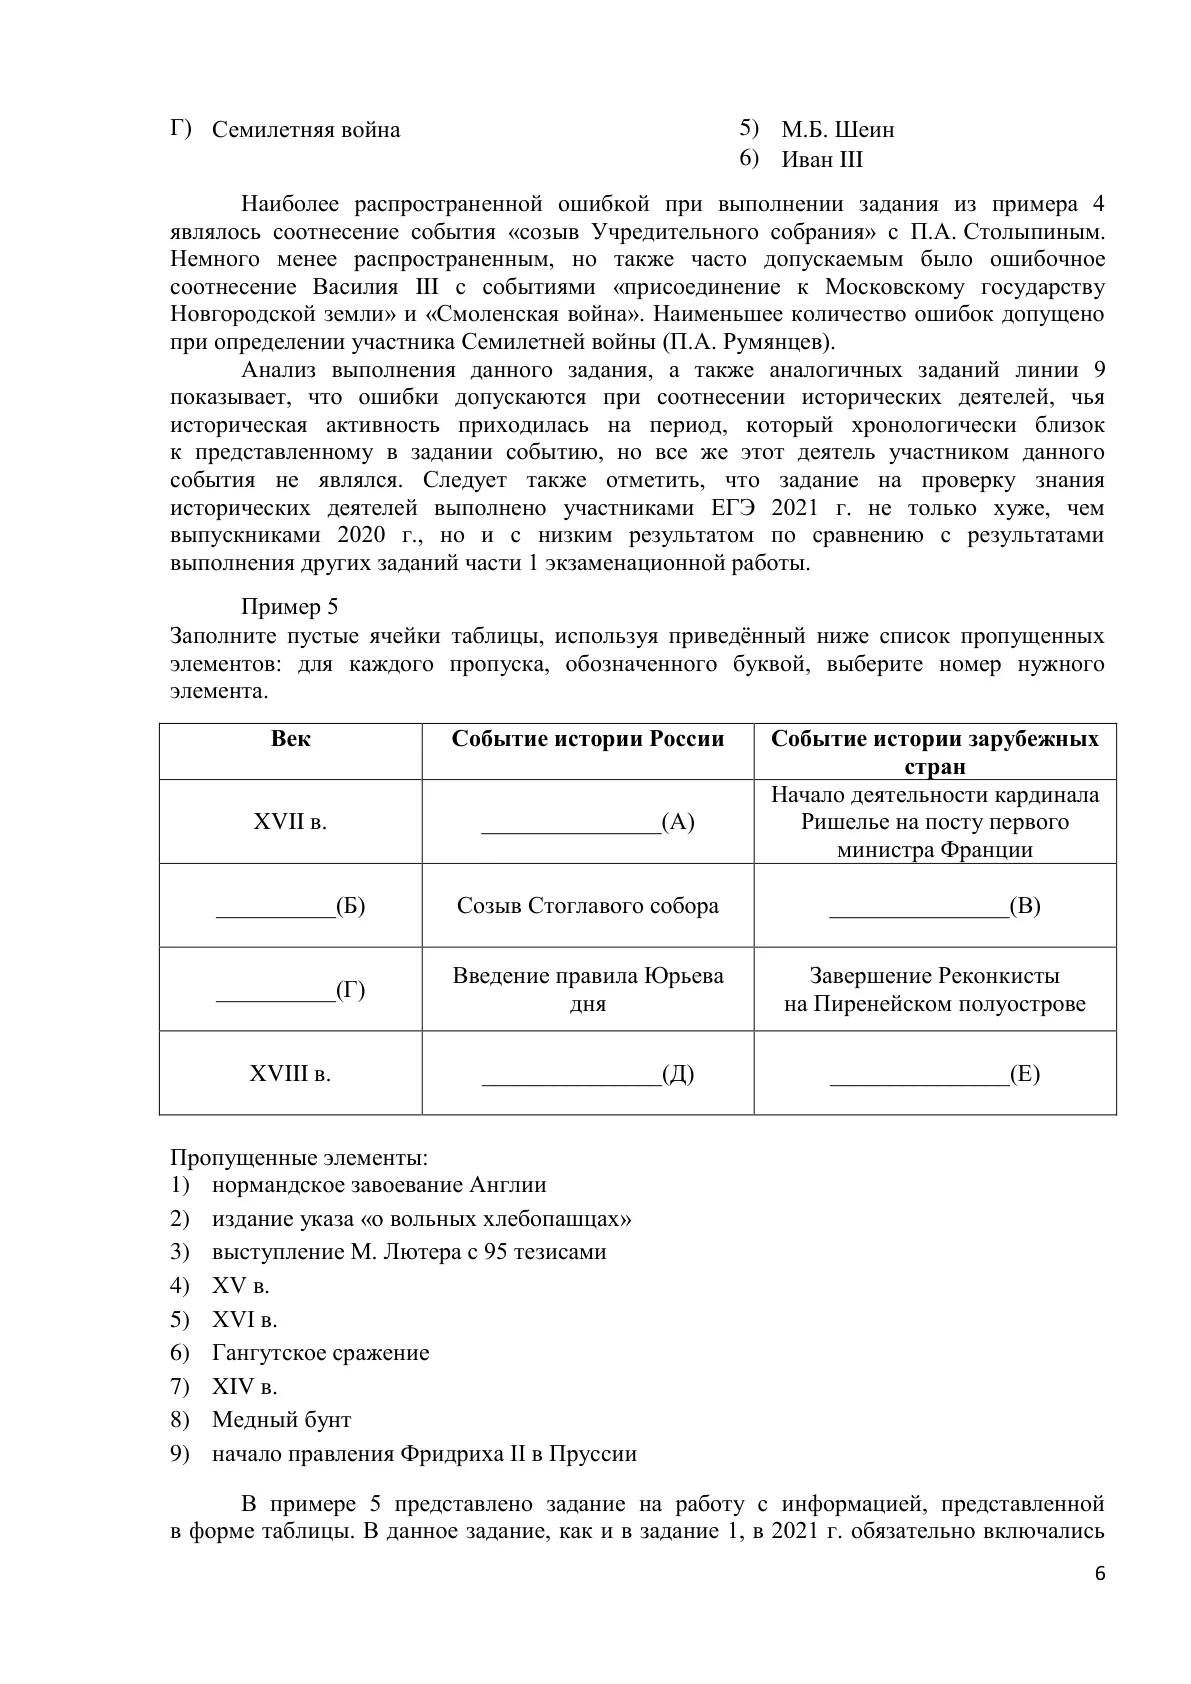 Г) Семилетняя война 5) М.Б. Шеин
6) Иван III
Наиболее распространенной ошибкой при выполнении задания из примера 4
являлось соотнесение события «созыв Учредительного собрания» с П.А. Столыпиным.
Немного менее распространенным, но также часто допускаемым было ошибочное
соотнесение Василия III с событиями «присоединение к Московскому государству
Новгородской земли» и «Смоленская война». Наименьшее количество ошибок допущено
при определении участника Семилетней войны (П.А. Румянцев).
Анализ выполнения данного задания, а также аналогичных заданий линии 9
показывает, что ошибки допускаются при соотнесении исторических деятелей, чья
историческая активность приходилась на период, который хронологически близок
к представленному в задании событию, но все же этот деятель участником данного
события не являлся. Следует также отметить, что задание на проверку знания
исторических деятелей выполнено участниками ЕГЭ 2021 г. не только хуже, чем
выпускниками 2020 г., но и с низким результатом по сравнению с результатами
выполнения других заданий части 1 экзаменационной работы.
Пример 5
Заполните пустые ячейки таблицы, используя приведённый ниже список пропущенных
элементов: для каждого пропуска, обозначенного буквой, выберите номер нужного
элемента.
Век Событие истории России Событие истории зарубежных
стран
XVII в. _______________(А) Начало деятельности кардинала
Ришелье на посту первого
министра Франции
__________(Б) Созыв Стоглавого собора _______________(В)
__________(Г) Введение правила Юрьева
дня
Завершение Реконкисты
на Пиренейском полуострове
XVIII в. _______________(Д) _______________(Е)
Пропущенные элементы:
1) нормандское завоевание Англии
2) издание указа «о вольных хлебопашцах»
3) выступление М. Лютера с 95 тезисами
4) XV в.
5) XVI в.
6) Гангутское сражение
7) XIV в.
8) Медный бунт
9) начало правления Фридриха II в Пруссии
В примере 5 представлено задание на работу с информацией, представленной
в форме таблицы. В данное задание, как и в задание 1, в 2021 г. обязательно включались
6